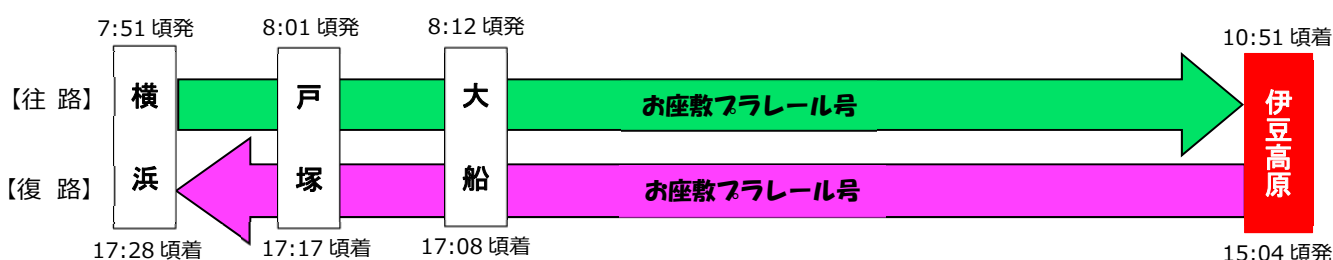 7:51 頃発
8:01 頃発
8:12 頃発
10:51 頃着
【往 路】
横浜
戸塚
大船
お座敷プラレール号
伊豆高原
【復 路】
お座敷プラレール号
17:28 頃着
17:17 頃着
17:08 頃着
15:04 頃発